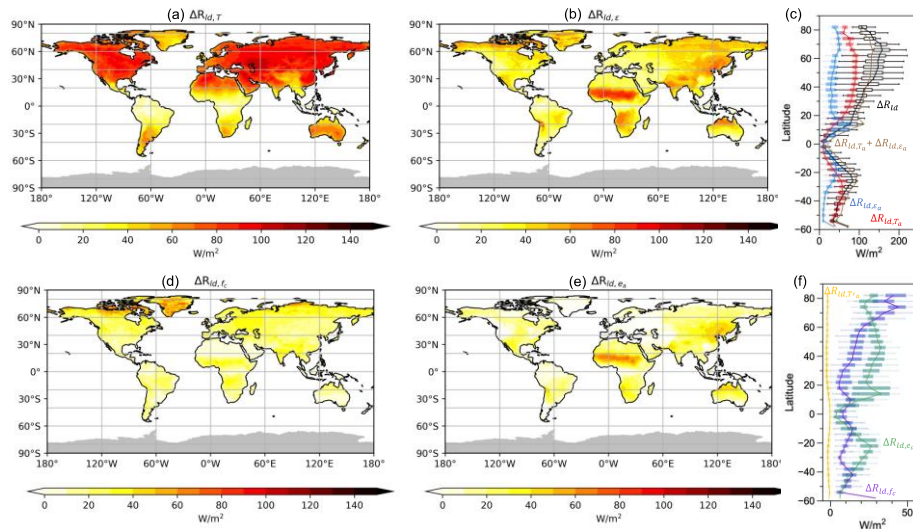 (a) ΔR_ld,T
90°N
60°N
30°N
0°
30°S
60°S
90°S
180° 120°W 60°W 0° 60°E 120°E 180
0 20 40 60 80 100 120 140
W/m²
(b) ΔR_ld,ε
90°N
60°N
30°N
0°
30°S
60°S
90°S
180° 120°W 60°W 0° 60°E 120°E 180
0 20 40 60 80 100 120 140
W/m²
(c)
Latitude
80
60
40
20
0
−20
−40
−60
ΔR_ld
ΔR_ld,T_a + ΔR_ld,ε_a
ΔR_ld,ε_a
ΔR_ld,T_a
0 100 200
W/m²
(d) ΔR_ld,f_c
90°N
60°N
30°N
0°
30°S
60°S
90°S
180° 120°W 60°W 0° 60°E 120°E 180°
0 20 40 60 80 100 120 140
W/m²
(e) ΔR_ld,e_a
90°N
60°N
30°N
0°
30°S
60°S
90°S
180° 120°W 60°W 0° 60°E 120°E 180°
0 20 40 60 80 100 120 140
W/m²
(f)
Latitude
80
60
40
20
0
−20
−40
−60
ΔR_ld,e
ΔR_ld,f_c
0 50
W/m²